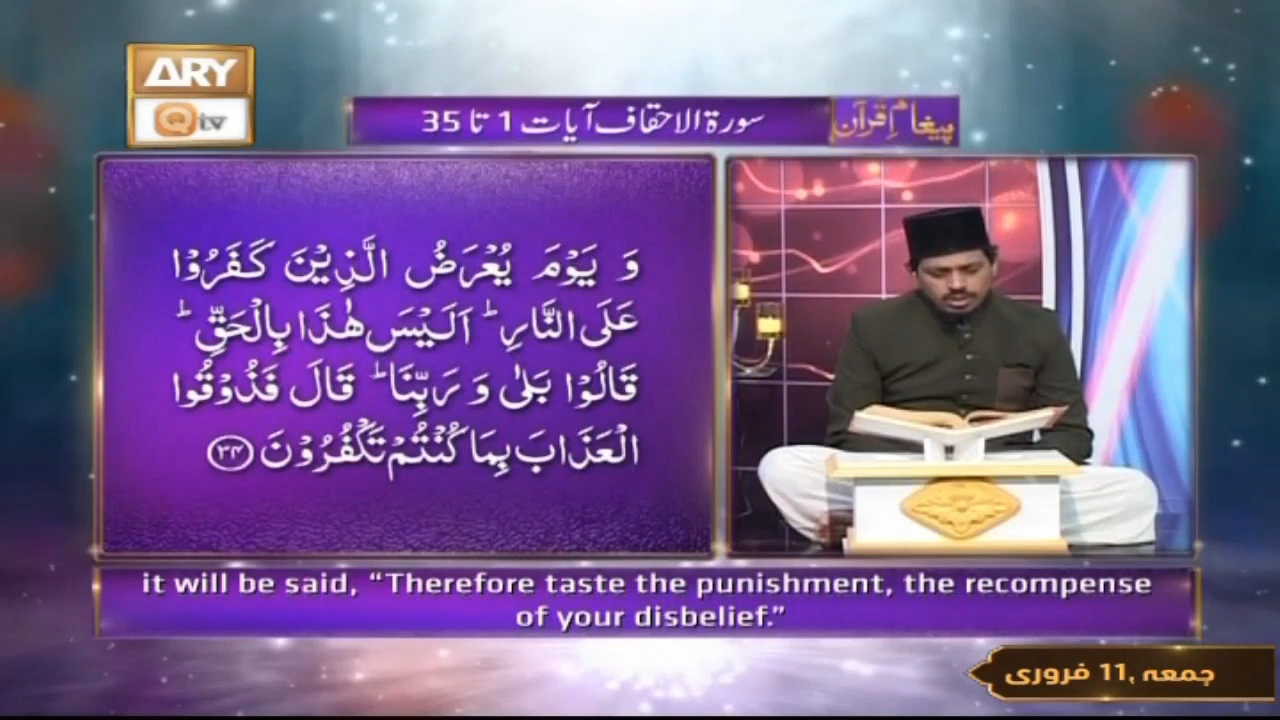 ARY
Qtv
سورۃ الاحقاف آیات 1 تا 35
پیغامِ قرآن
وَ يَوْمَ يُعْرَضُ الَّذِيْنَ كَفَرُوْا
عَلَى النَّارِ ؕ اَلَيْسَ هٰذَا بِالْحَقِّ ؕ
قَالُوْا بَلٰى وَ رَبِّنَا ؕ قَالَ فَذُوْقُوا
الْعَذَابَ بِمَا كُنْتُمْ تَكْفُرُوْنَ ﴿۳۴﴾
it will be said, “Therefore taste the punishment, the recompense
of your disbelief.”
جمعہ ,11 فروری